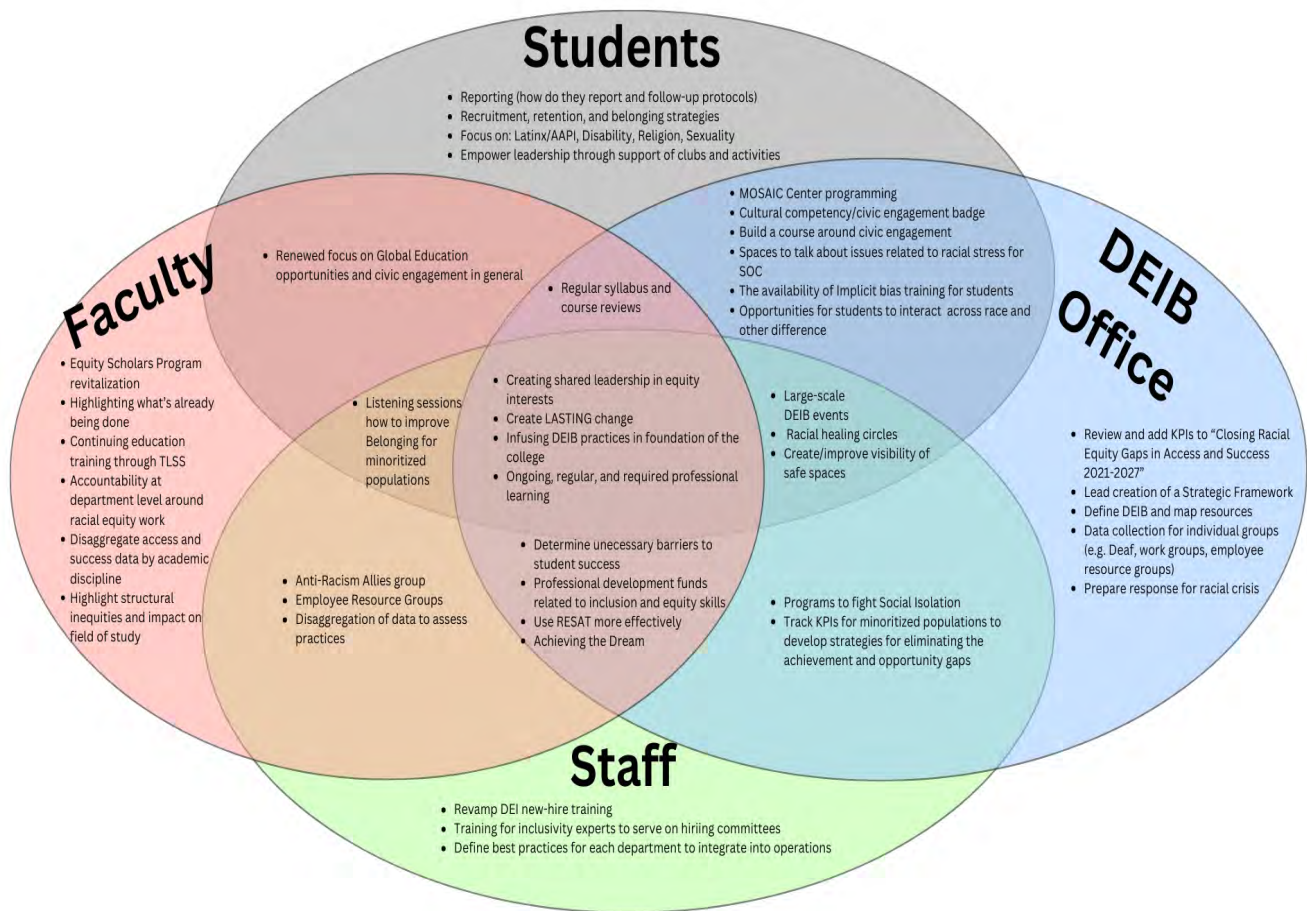 Students
• Reporting (how do they report and follow-up protocols)
• Recruitment, retention, and belonging strategies
• Focus on: Latinx/AAPI, Disability, Religion, Sexuality
• Empower leadership through support of clubs and activities
• MOSAIC Center programming
• Cultural competency/civic engagement badge
• Build a course around civic engagement
• Spaces to talk about issues related to racial stress for
SOC
• The availability of Implicit bias training for students
• Opportunities for students to interact across race and
other difference
DEIB
Office
• Renewed focus on Global Education
opportunities and civic engagement in general
• Regular syllabus and
course reviews
Faculty
• Equity Scholars Program
revitalization
• Highlighting what's already
being done
• Continuing education
training through TLSS
• Accountability at
department level around
racial equity work
• Disaggregate access and
success data by academic
discipline
• Highlight structural
inequities and impact on
field of study
• Listening sessions
how to improve
Belonging for
minoritized
populations
• Creating shared leadership in equity
interests
• Create LASTING change
• Infusing DEIB practices in foundation of the
college
• Ongoing, regular, and required professional
learning
• Large-scale
DEIB events
• Racial healing circles
• Create/improve visibility of
safe spaces
• Review and add KPIs to “Closing Racial
Equity Gaps in Access and Success
2021-2027”
• Lead creation of a Strategic Framework
• Define DEIB and map resources
• Data collection for individual groups
(e.g. Deaf, work groups, employee
resource groups)
• Prepare response for racial crisis
• Anti-Racism Allies group
• Employee Resource Groups
• Disaggregation of data to assess
practices
• Determine unecessary barriers to
student success
• Professional development funds
related to inclusion and equity skills
• Use RESAT more effectively
• Achieving the Dream
• Programs to fight Social Isolation
• Track KPIs for minoritized populations to
develop strategies for eliminating the
achievement and opportunity gaps
Staff
• Revamp DEI new-hire training
• Training for inclusivity experts to serve on hiriing committees
• Define best practices for each department to integrate into operations